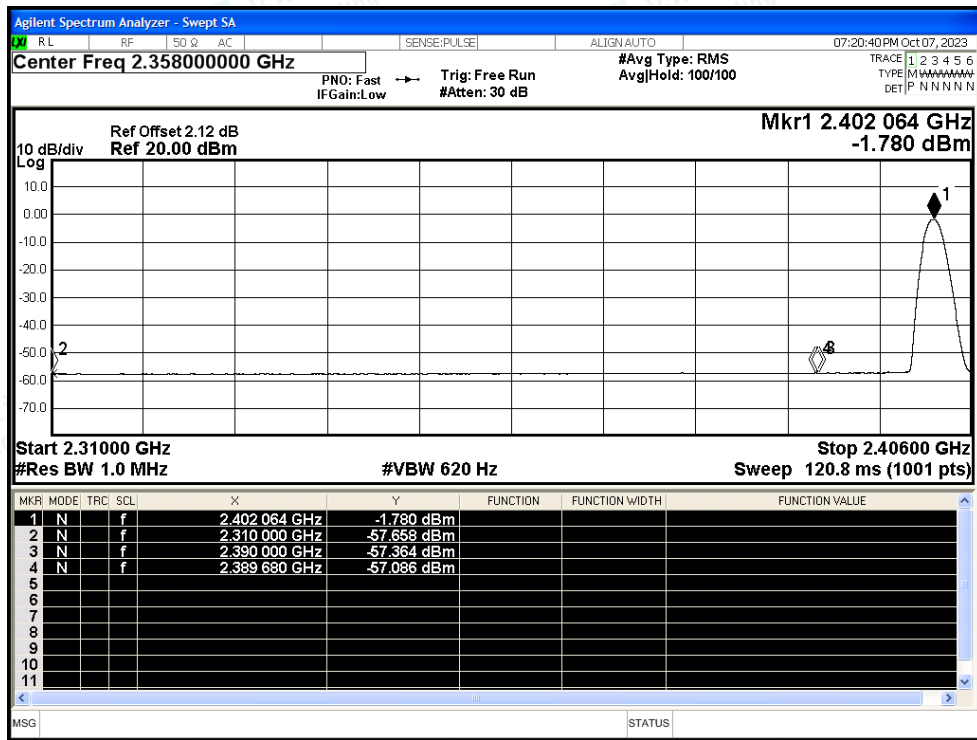 Agilent Spectrum Analyzer - Swept SA
LXI RL RF 50 Ω AC SENSE:PULSE ALIGNAUTO 07:20:40 PM Oct 07, 2023
Center Freq 2.358000000 GHz
PNO: Fast
IFGain:Low
Trig: Free Run
#Atten: 30 dB
#Avg Type: RMS
Avg|Hold: 100/100
TRACE 1 2 3 4 5 6
TYPE M WWWWW
DET P N N N N N
Mkr1 2.402 064 GHz
-1.780 dBm
Ref Offset 2.12 dB
10 dB/div Ref 20.00 dBm
Log
10.0
1
0.00
-10.0
-20.0
-30.0
-40.0
-50.0
2
4 3
-60.0
-70.0
Start 2.31000 GHz Stop 2.40600 GHz
#Res BW 1.0 MHz #VBW 620 Hz Sweep 120.8 ms (1001 pts)
MKR MODE TRC SCL X Y FUNCTION FUNCTION WIDTH FUNCTION VALUE
1 N f 2.402 064 GHz -1.780 dBm
2 N f 2.310 000 GHz -57.658 dBm
3 N f 2.390 000 GHz -57.364 dBm
4 N f 2.389 680 GHz -57.086 dBm
5
6
7
8
9
10
11
MSG STATUS